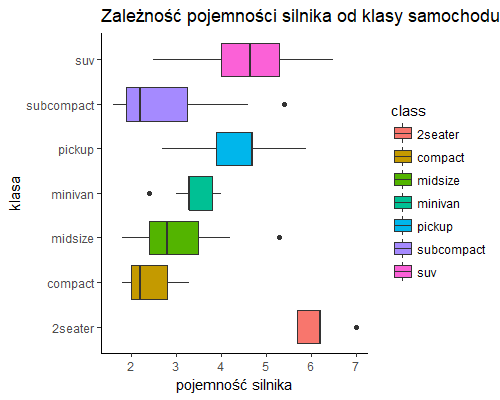 Zależność pojemności silnika od klasy samochodu
klasa
suv
subcompact
pickup
minivan
midsize
compact
2seater
2 3 4 5 6 7
pojemność silnika
class
2seater
compact
midsize
minivan
pickup
subcompact
suv